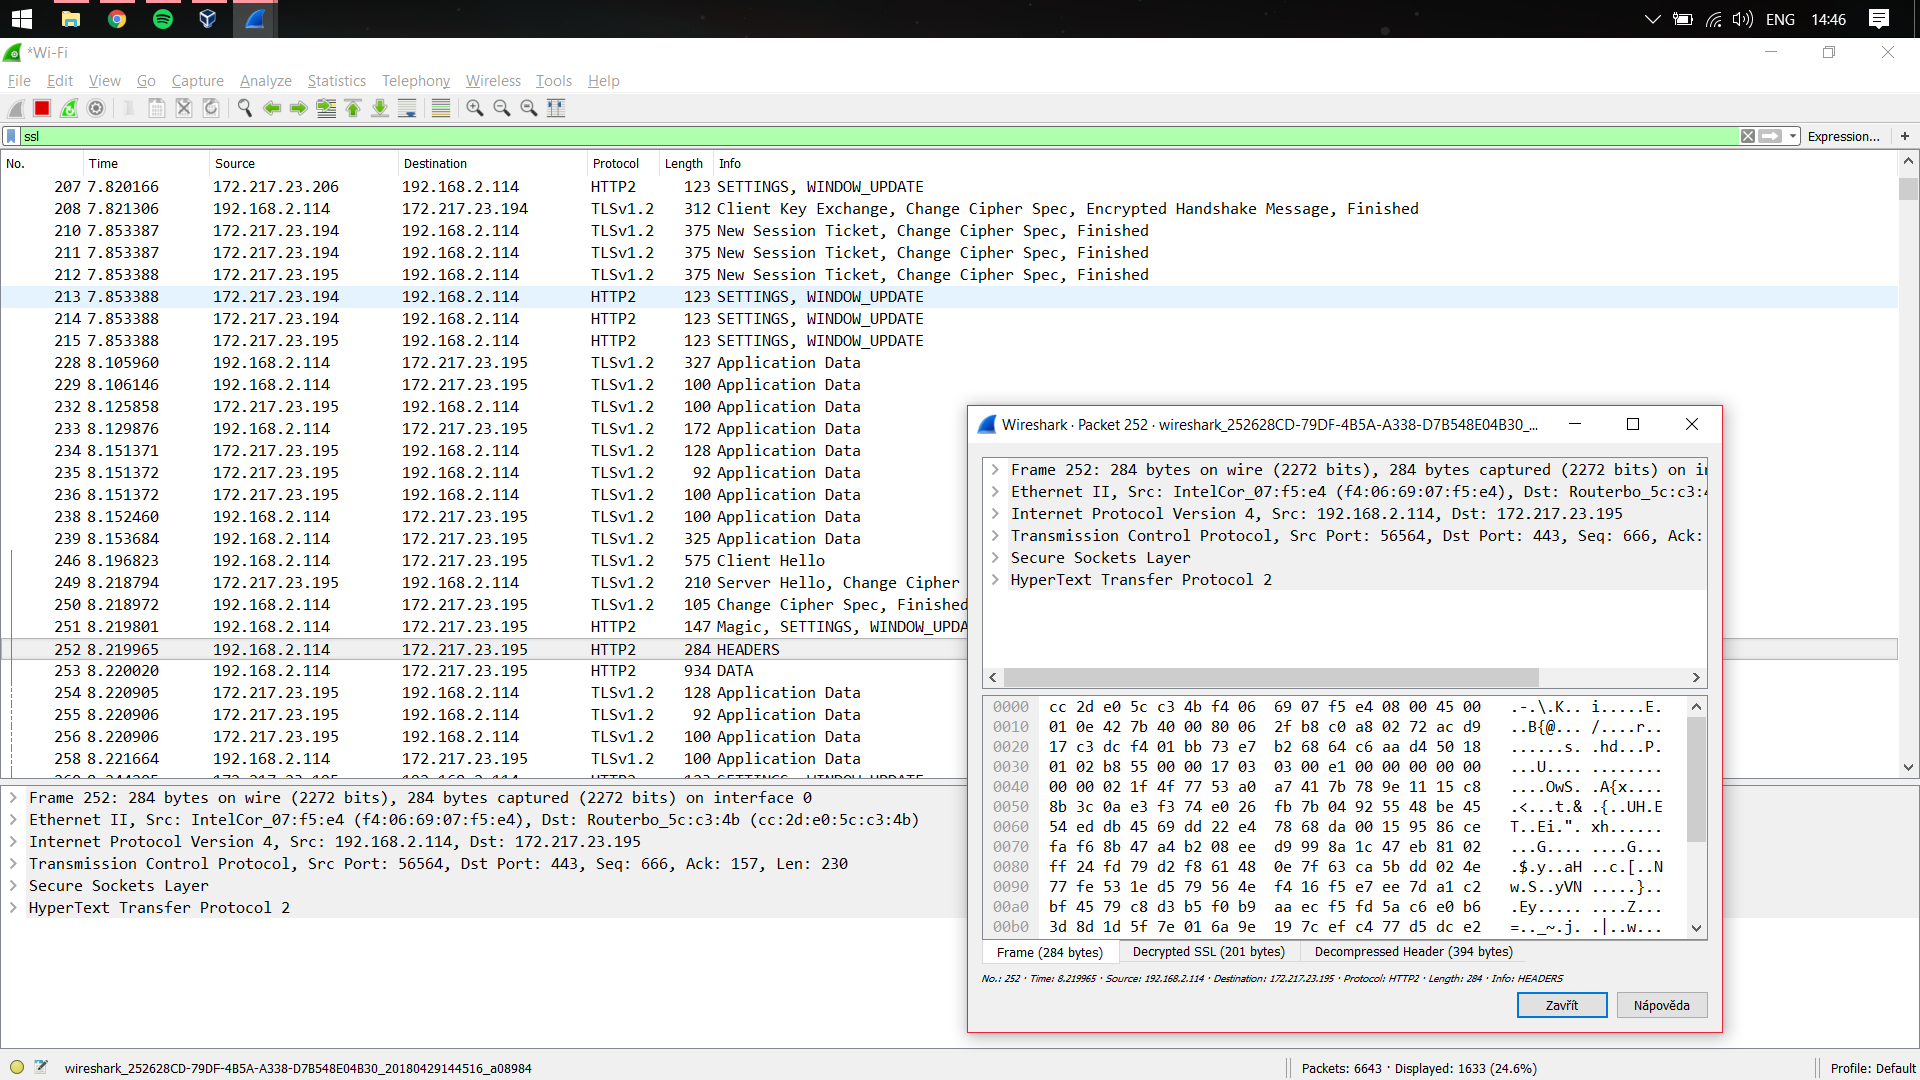 ENG 14:46
*Wi-Fi
File Edit View Go Capture Analyze Statistics Telephony Wireless Tools Help
ssl Expression... +
No. Time Source Destination Protocol Length Info
207 7.820166 172.217.23.206 192.168.2.114 HTTP2 123 SETTINGS, WINDOW_UPDATE
208 7.821306 192.168.2.114 172.217.23.194 TLSv1.2 312 Client Key Exchange, Change Cipher Spec, Encrypted Handshake Message, Finished
210 7.853387 172.217.23.194 192.168.2.114 TLSv1.2 375 New Session Ticket, Change Cipher Spec, Finished
211 7.853387 172.217.23.194 192.168.2.114 TLSv1.2 375 New Session Ticket, Change Cipher Spec, Finished
212 7.853388 172.217.23.195 192.168.2.114 TLSv1.2 375 New Session Ticket, Change Cipher Spec, Finished
213 7.853388 172.217.23.194 192.168.2.114 HTTP2 123 SETTINGS, WINDOW_UPDATE
214 7.853388 172.217.23.194 192.168.2.114 HTTP2 123 SETTINGS, WINDOW_UPDATE
215 7.853388 172.217.23.195 192.168.2.114 HTTP2 123 SETTINGS, WINDOW_UPDATE
228 8.105960 192.168.2.114 172.217.23.195 TLSv1.2 327 Application Data
229 8.106146 192.168.2.114 172.217.23.195 TLSv1.2 100 Application Data
232 8.125858 172.217.23.195 192.168.2.114 TLSv1.2 100 Application Data
233 8.129876 172.217.23.195 192.168.2.114 TLSv1.2 172 Application Data
234 8.151371 172.217.23.195 192.168.2.114 TLSv1.2 128 Application Data
235 8.151372 172.217.23.195 192.168.2.114 TLSv1.2 92 Application Data
236 8.151372 172.217.23.195 192.168.2.114 TLSv1.2 100 Application Data
238 8.152460 192.168.2.114 172.217.23.195 TLSv1.2 100 Application Data
239 8.153684 192.168.2.114 172.217.23.195 TLSv1.2 325 Application Data
246 8.196823 192.168.2.114 172.217.23.195 TLSv1.2 575 Client Hello
249 8.218794 172.217.23.195 192.168.2.114 TLSv1.2 210 Server Hello, Change Cipher
250 8.218972 192.168.2.114 172.217.23.195 TLSv1.2 105 Change Cipher Spec, Finished
251 8.219801 192.168.2.114 172.217.23.195 HTTP2 147 Magic, SETTINGS, WINDOW_UPDA
252 8.219965 192.168.2.114 172.217.23.195 HTTP2 284 HEADERS
253 8.220020 192.168.2.114 172.217.23.195 HTTP2 934 DATA
254 8.220905 172.217.23.195 192.168.2.114 TLSv1.2 128 Application Data
255 8.220906 172.217.23.195 192.168.2.114 TLSv1.2 92 Application Data
256 8.220906 172.217.23.195 192.168.2.114 TLSv1.2 100 Application Data
258 8.221664 192.168.2.114 172.217.23.195 TLSv1.2 100 Application Data
Frame 252: 284 bytes on wire (2272 bits), 284 bytes captured (2272 bits) on interface 0
Ethernet II, Src: IntelCor_07:f5:e4 (f4:06:69:07:f5:e4), Dst: Routerbo_5c:c3:4b (cc:2d:e0:5c:c3:4b)
Internet Protocol Version 4, Src: 192.168.2.114, Dst: 172.217.23.195
Transmission Control Protocol, Src Port: 56564, Dst Port: 443, Seq: 666, Ack: 157, Len: 230
Secure Sockets Layer
HyperText Transfer Protocol 2
Wireshark · Packet 252 · wireshark_252628CD-79DF-4B5A-A338-D7B548E04B30_...
Frame 252: 284 bytes on wire (2272 bits), 284 bytes captured (2272 bits) on i
Ethernet II, Src: IntelCor_07:f5:e4 (f4:06:69:07:f5:e4), Dst: Routerbo_5c:c3:4
Internet Protocol Version 4, Src: 192.168.2.114, Dst: 172.217.23.195
Transmission Control Protocol, Src Port: 56564, Dst Port: 443, Seq: 666, Ack:
Secure Sockets Layer
HyperText Transfer Protocol 2
0000 cc 2d e0 5c c3 4b f4 06 69 07 f5 e4 08 00 45 00 .-.\.K.. i.....E.
0010 01 0e 42 7b 40 00 80 06 2f b8 c0 a8 02 72 ac d9 ..B{@... /....r..
0020 17 c3 dc f4 01 bb 73 e7 b2 68 64 c6 aa d4 50 18 ......s. .hd...P.
0030 01 02 b8 55 00 00 17 03 03 00 e1 00 00 00 00 00 ...U.... ........
0040 00 00 02 1f 4f 77 53 a0 a7 41 7b 78 9e 11 15 c8 ....OwS. .A{x....
0050 8b 3c 0a e3 f3 74 e0 26 fb 7b 04 92 55 48 be 45 .<...t.& .{..UH.E
0060 54 ed db 45 69 dd 22 e4 78 68 da 00 15 95 86 ce T..Ei.". xh......
0070 fa f6 8b 47 a4 b2 08 ee d9 99 8a 1c 47 eb 81 02 ...G.... ....G...
0080 ff 24 fd 79 d2 f8 61 48 0e 7f 63 ca 5b dd 02 4e .$.y..aH ..c.[..N
0090 77 fe 53 1e d5 79 56 4e f4 16 f5 e7 ee 7d a1 c2 w.S..yVN .....}..
00a0 bf 45 79 c8 d3 b5 f0 b9 aa ec f5 fd 5a c6 e0 b6 .Ey..... ....Z...
00b0 3d 8d 1d 5f 7e 01 6a 9e 19 7c ef c4 77 d5 dc e2 =.._~.j. .|..w...
Frame (284 bytes) Decrypted SSL (201 bytes) Decompressed Header (394 bytes)
No.: 252 · Time: 8.219965 · Source: 192.168.2.114 · Destination: 172.217.23.195 · Protocol: HTTP2 · Length: 284 · Info: HEADERS
Zavřít Nápověda
wireshark_252628CD-79DF-4B5A-A338-D7B548E04B30_20180429144516_a08984 Packets: 6643 · Displayed: 1633 (24.6%) Profile: Default